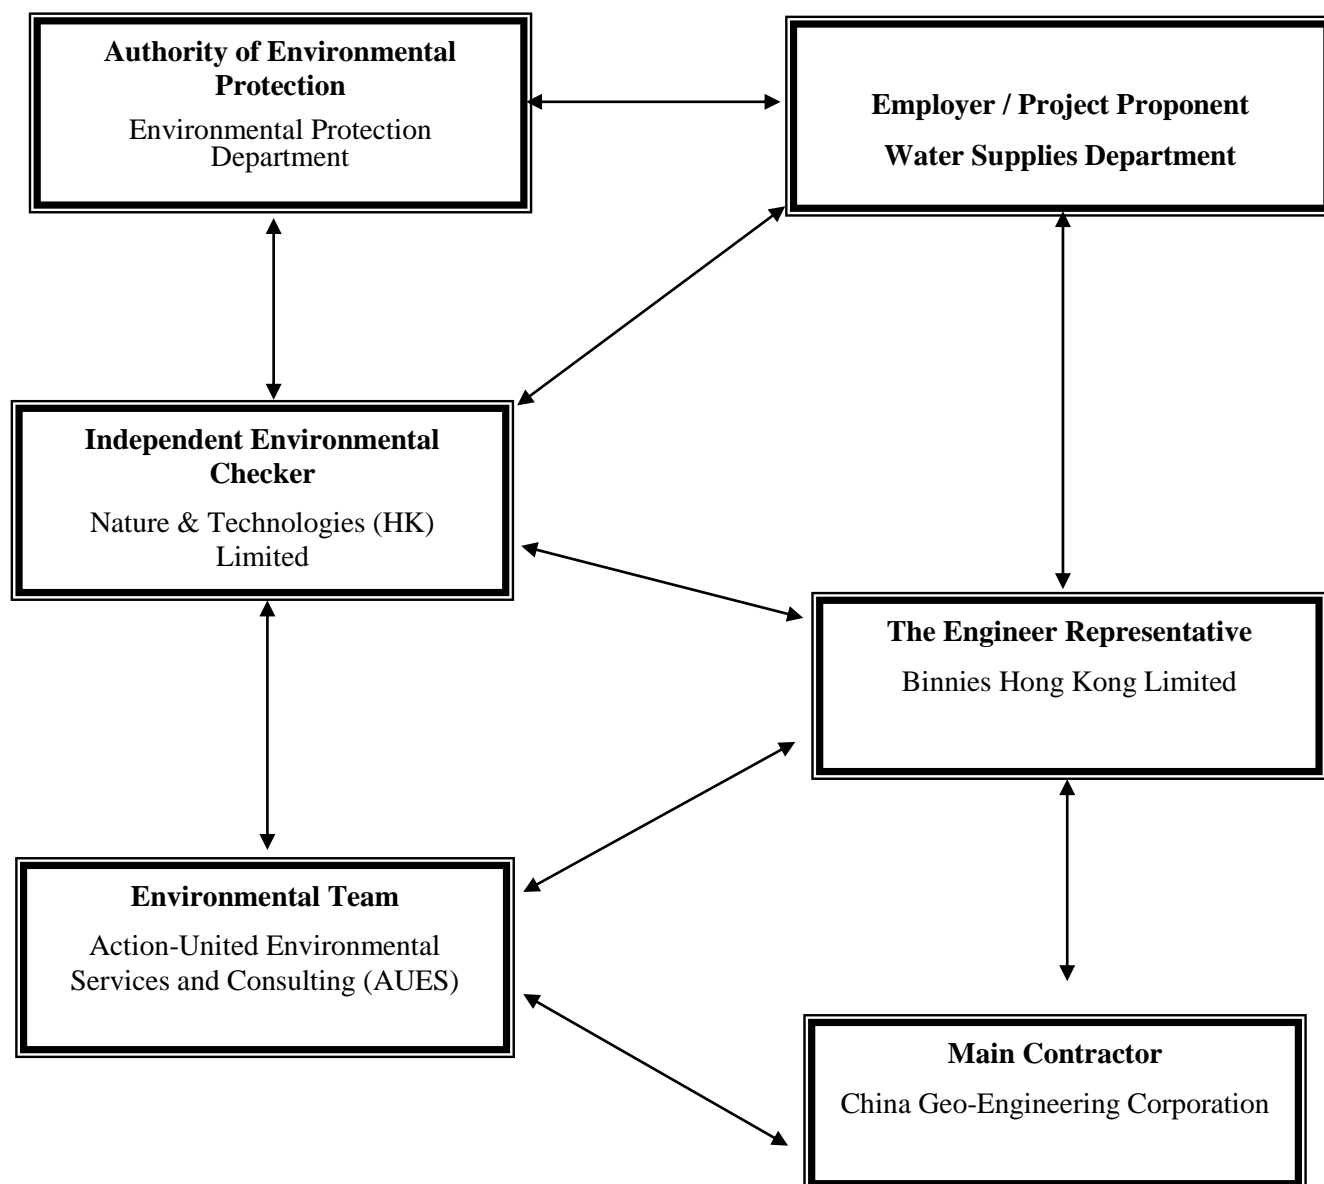 Authority of Environmental
Protection
Environmental Protection
Department
Employer / Project Proponent
Water Supplies Department
Independent Environmental
Checker
Nature & Technologies (HK)
Limited
The Engineer Representative
Binnies Hong Kong Limited
Environmental Team
Action-United Environmental
Services and Consulting (AUES)
Main Contractor
China Geo-Engineering Corporation